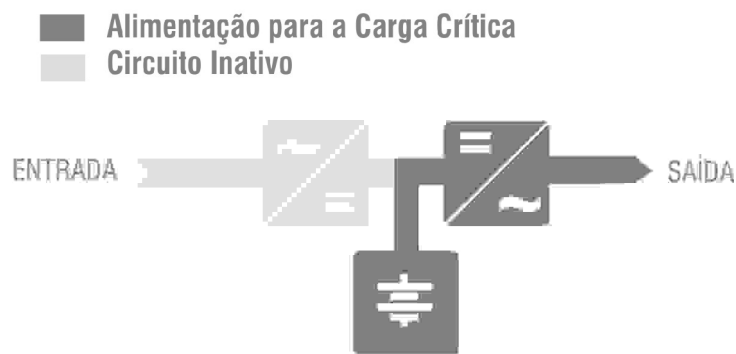 Alimentação para a Carga Crítica
Circuito Inativo
ENTRADA
SAÍDA